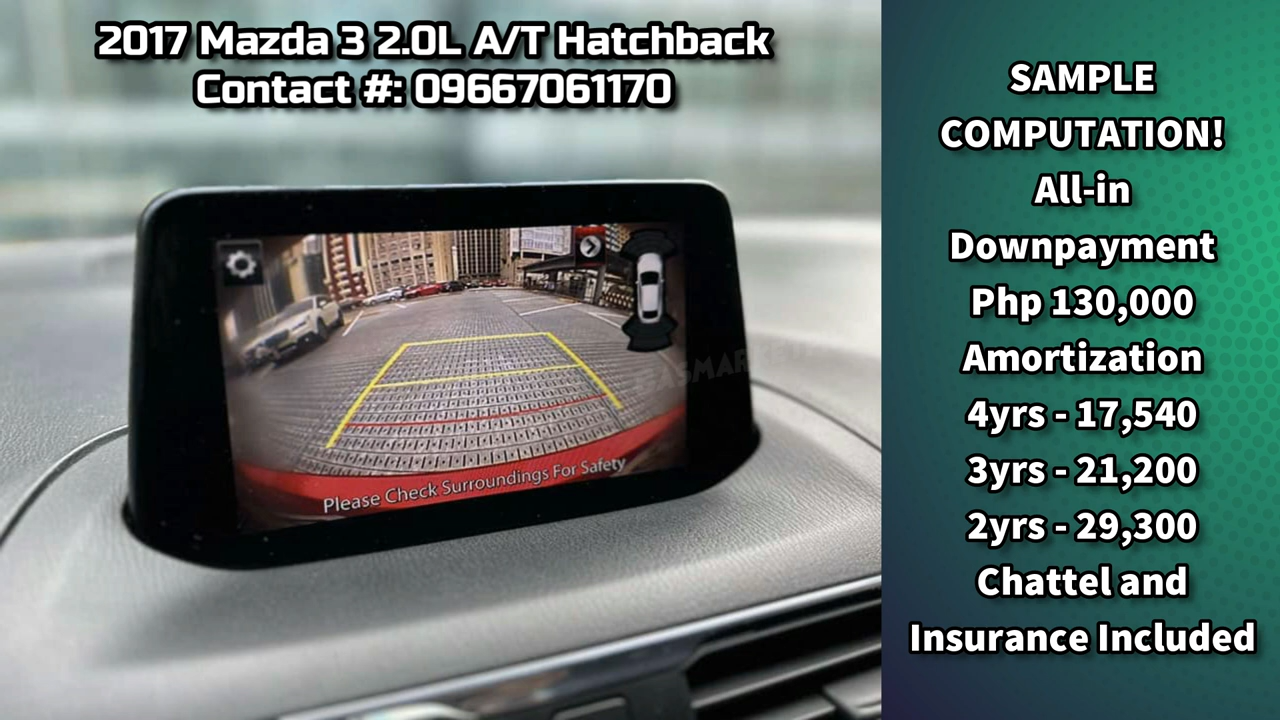 2017 Mazda 3 2.0L A/T Hatchback
Contact #: 09667061170
SAMPLE
COMPUTATION!
All-in
Downpayment
Php 130,000
Amortization
4yrs - 17,540
3yrs - 21,200
2yrs - 29,300
Chattel and
Insurance Included
Please Check Surroundings For Safety